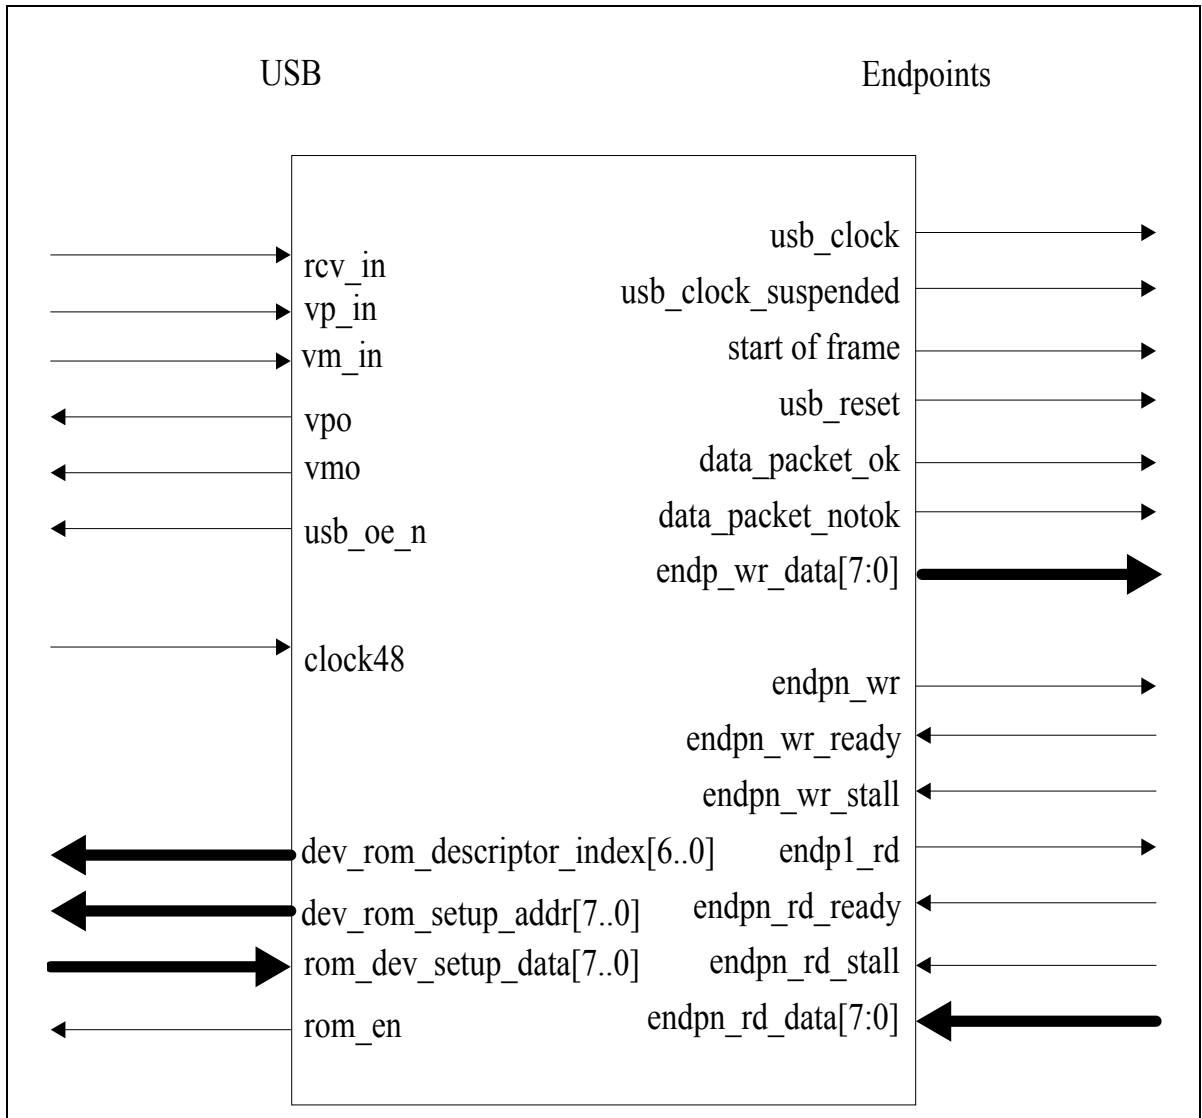 USB
Endpoints
rcv_in
vp_in
vm_in
vpo
vmo
usb_oe_n
clock48
dev_rom_descriptor_index[6..0]
dev_rom_setup_addr[7..0]
rom_dev_setup_data[7..0]
rom_en
usb_clock
usb_clock_suspended
start of frame
usb_reset
data_packet_ok
data_packet_notok
endp_wr_data[7:0]
endpn_wr
endpn_wr_ready
endpn_wr_stall
endp1_rd
endpn_rd_ready
endpn_rd_stall
endpn_rd_data[7:0]